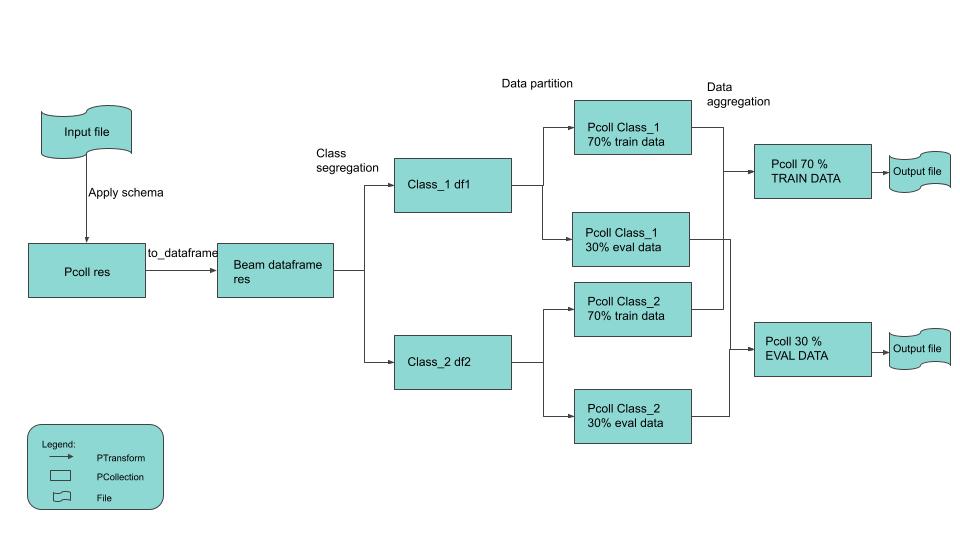 Data partition
Data
aggregation
Input file
Class
segregation
Apply schema
to_dataframe
Pcoll res
Beam dataframe
res
Class_1 df1
Class_2 df2
Pcoll Class_1
70% train data
Pcoll Class_1
30% eval data
Pcoll Class_2
70% train data
Pcoll Class_2
30% eval data
Pcoll 70 %
TRAIN DATA
Output file
Pcoll 30 %
EVAL DATA
Output file
Legend:
PTransform
PCollection
File